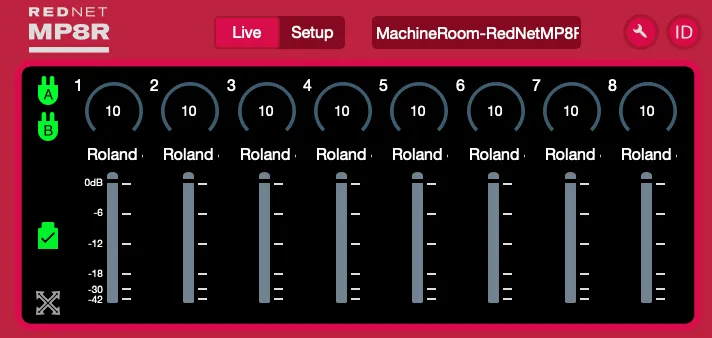 REDNET
MP8R
Live Setup
MachineRoom-RedNetMP8R
ID
A
B
1 2 3 4 5 6 7 8
10 10 10 10 10 10 10 10
Roland Roland Roland Roland Roland Roland Roland Roland
0dB
-6
-12
-18
-30
-42